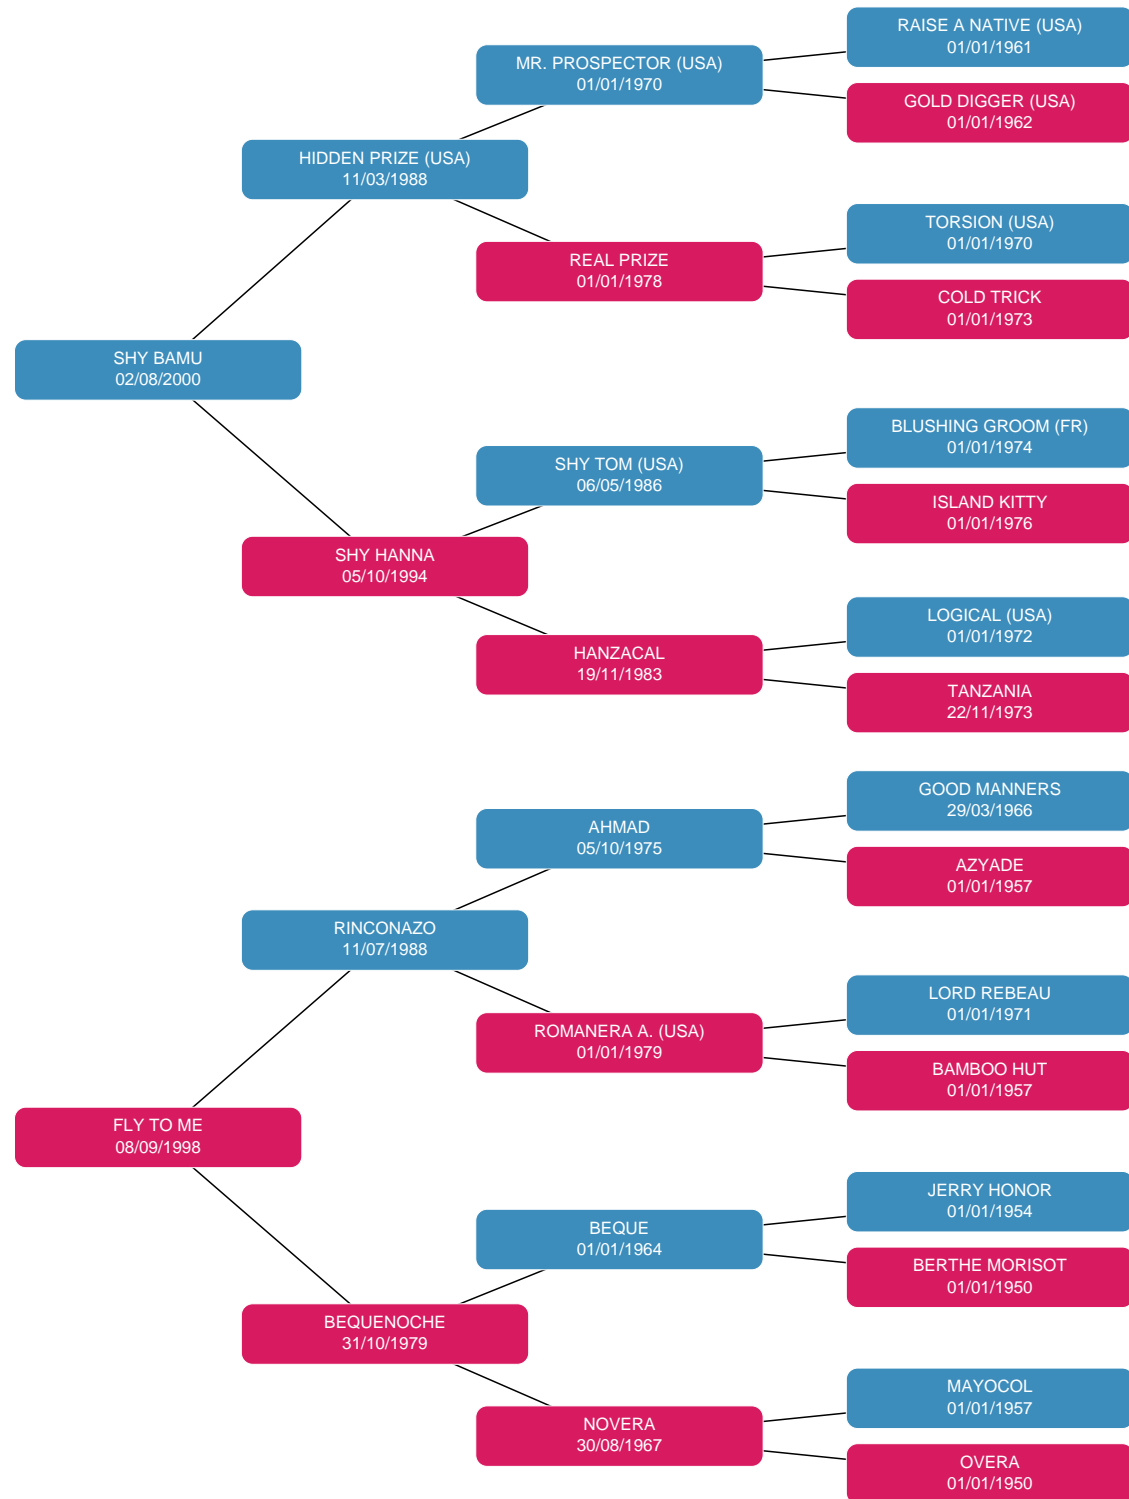 RAISE A NATIVE (USA)
01/01/1961
MR. PROSPECTOR (USA)
01/01/1970
GOLD DIGGER (USA)
01/01/1962
HIDDEN PRIZE (USA)
11/03/1988
TORSION (USA)
01/01/1970
REAL PRIZE
01/01/1978
COLD TRICK
01/01/1973
SHY BAMU
02/08/2000
BLUSHING GROOM (FR)
01/01/1974
SHY TOM (USA)
06/05/1986
ISLAND KITTY
01/01/1976
SHY HANNA
05/10/1994
LOGICAL (USA)
01/01/1972
HANZACAL
19/11/1983
TANZANIA
22/11/1973
GOOD MANNERS
29/03/1966
AHMAD
05/10/1975
AZYADE
01/01/1957
RINCONAZO
11/07/1988
LORD REBEAU
01/01/1971
ROMANERA A. (USA)
01/01/1979
BAMBOO HUT
01/01/1957
FLY TO ME
08/09/1998
JERRY HONOR
01/01/1954
BEQUE
01/01/1964
BERTHE MORISOT
01/01/1950
BEQUENOCHE
31/10/1979
MAYOCOL
01/01/1957
NOVERA
30/08/1967
OVERA
01/01/1950